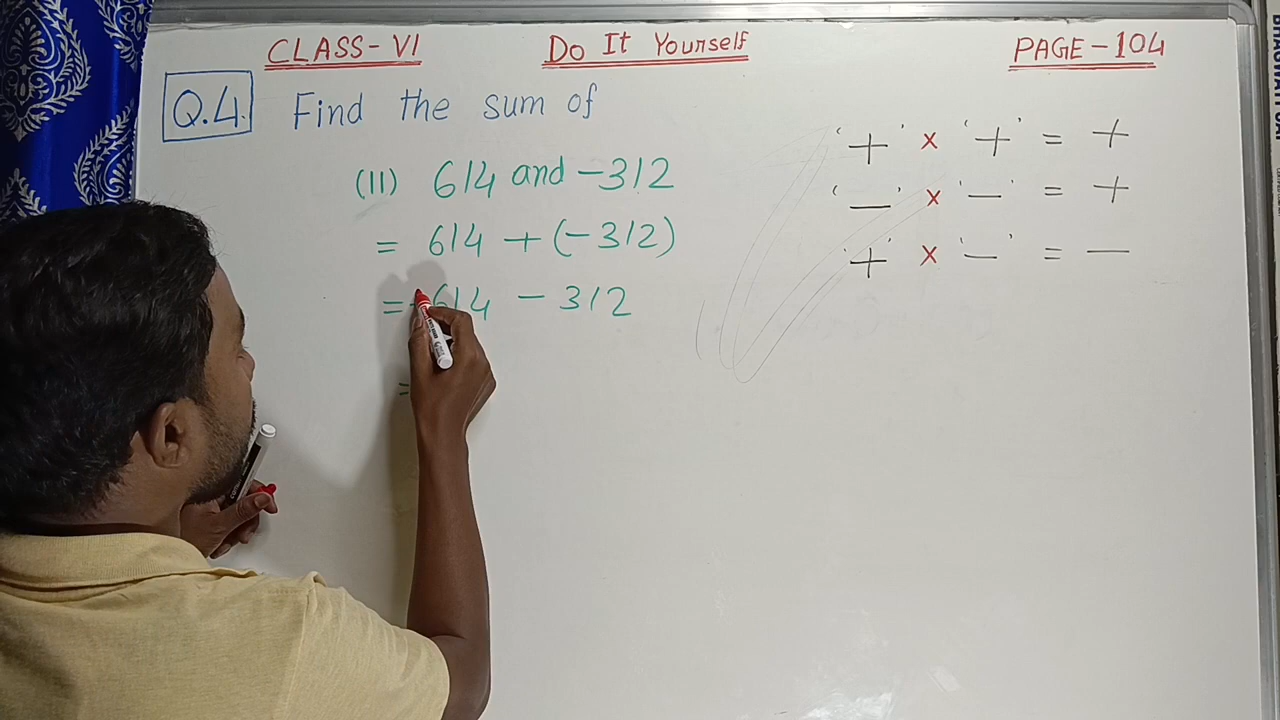 CLASS-VI Do It Yourself PAGE-104
Q.4. Find the sum of
(II) 614 and -312
= 614 + (-312)
= 614 - 312
=
'+' × '+' = +
'-' × '-' = +
'+' × '-' = -